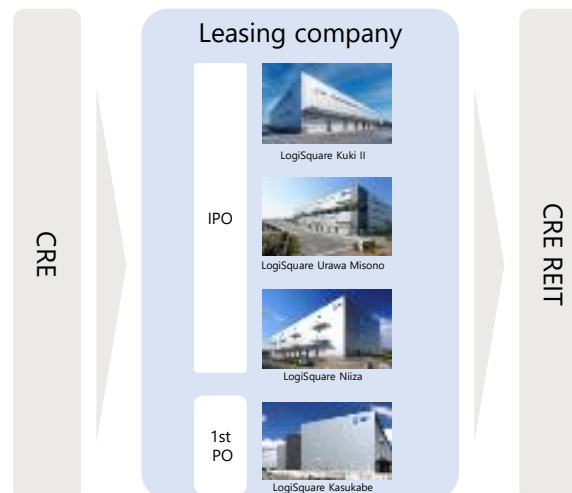 CRE
Leasing company
IPO
LogiSquare Kuki II
LogiSquare Urawa Misono
LogiSquare Niiza
1st
PO
LogiSquare Kasukabe
CRE REIT